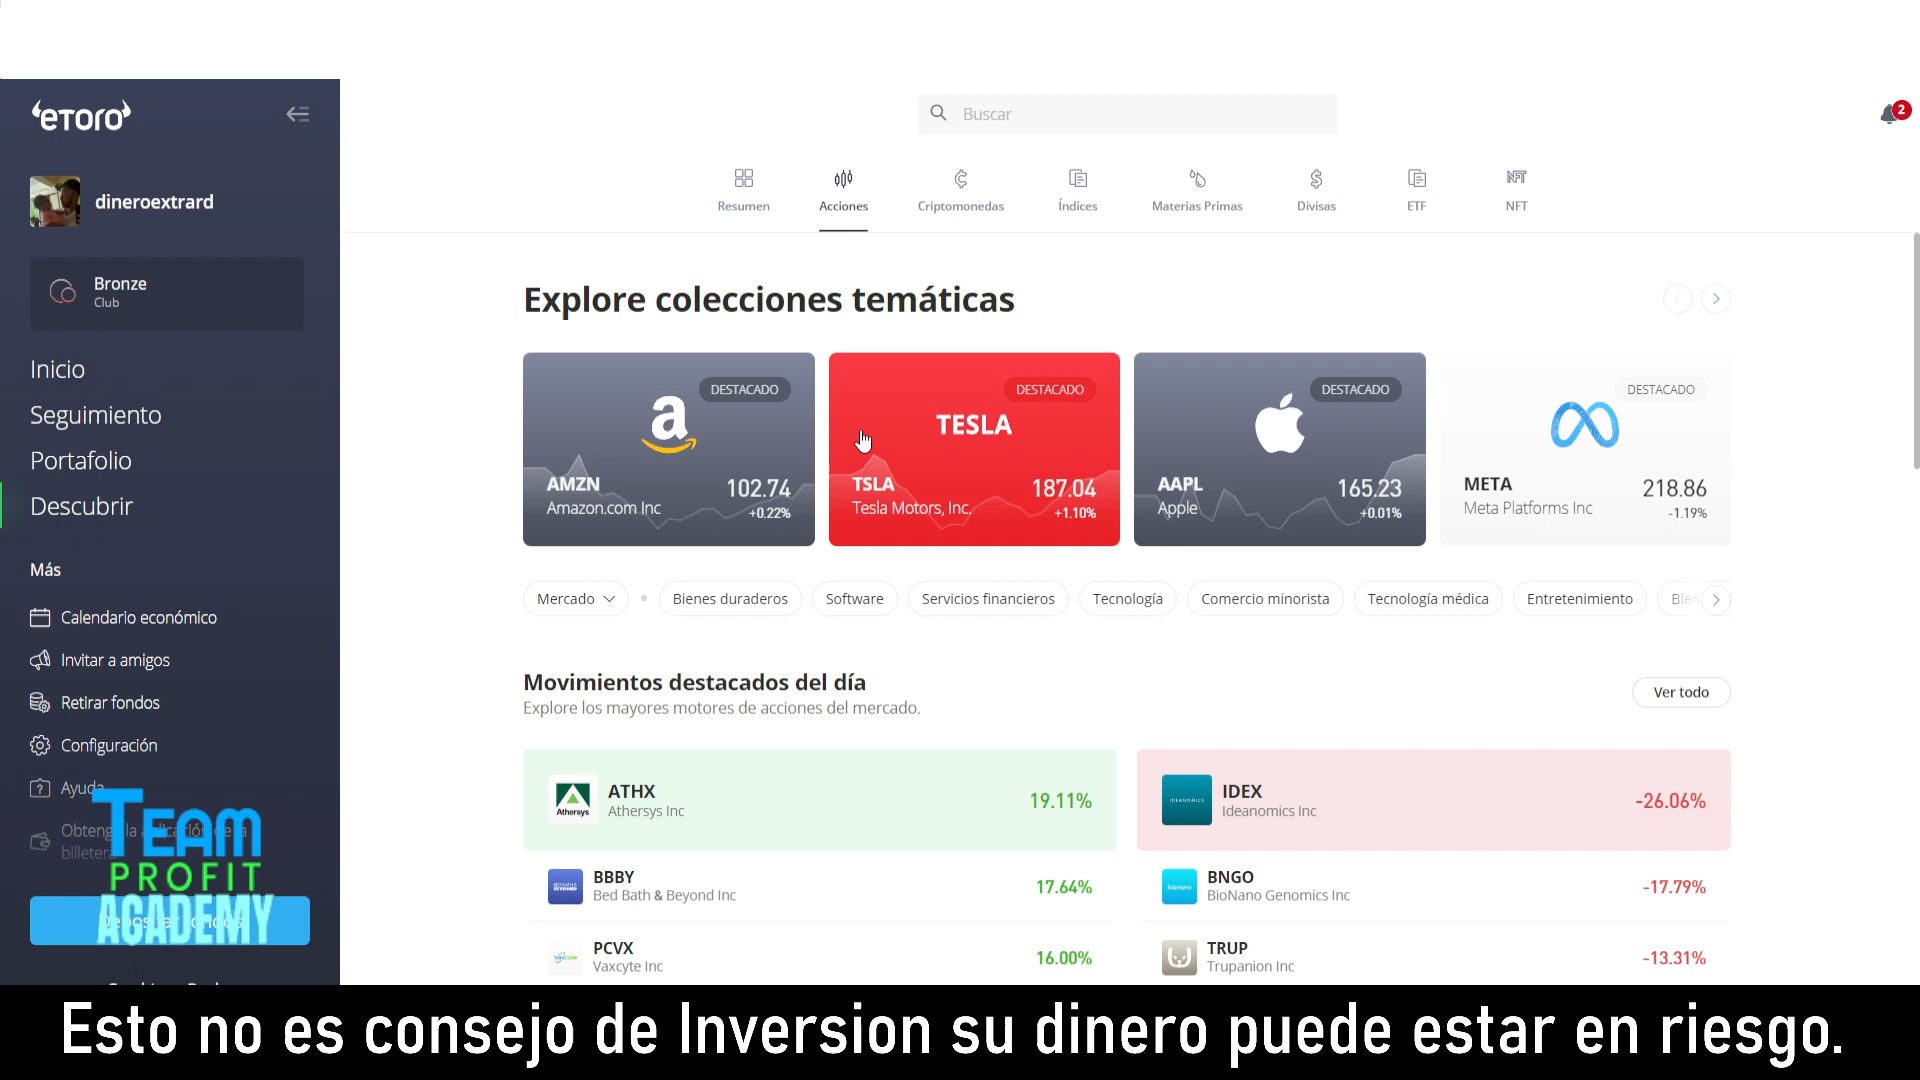 etoro
dineroextrard
Bronze
Club
Inicio
Seguimiento
Portafolio
Descubrir
Más
Calendario económico
Invitar a amigos
Retirar fondos
Configuración
Ayuda
TEAM
PROFIT
ACADEMY
Buscar
2
Resumen
Acciones
Criptomonedas
Índices
Materias Primas
Divisas
ETF
NFT
NFT
Explore colecciones temáticas
DESTACADO
a
AMZN 102.74
Amazon.com Inc +0.22%
DESTACADO
TESLA
TSLA 187.04
Tesla Motors, Inc. +1.10%
DESTACADO
AAPL 165.23
Apple +0.01%
DESTACADO
META 218.86
Meta Platforms Inc -1.19%
Mercado
Bienes duraderos
Software
Servicios financieros
Tecnología
Comercio minorista
Tecnología médica
Entretenimiento
Movimientos destacados del día
Explore los mayores motores de acciones del mercado.
Ver todo
Athersys
ATHX 19.11%
Athersys Inc
BBBY 17.64%
Bed Bath & Beyond Inc
PCVX 16.00%
Vaxcyte Inc
IDEANOMICS
IDEX -26.06%
Ideanomics Inc
bionano
BNGO -17.79%
BioNano Genomics Inc
TRUP -13.31%
Trupanion Inc
Esto no es consejo de Inversion su dinero puede estar en riesgo.